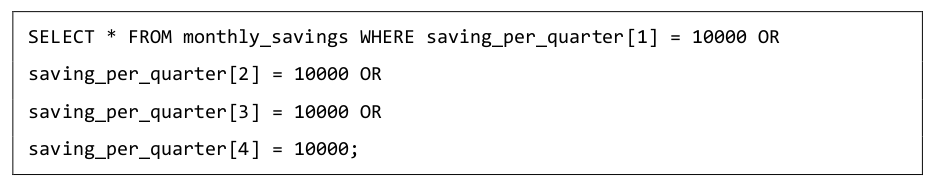 SELECT * FROM monthly_savings WHERE saving_per_quarter[1] = 10000 OR
saving_per_quarter[2] = 10000 OR
saving_per_quarter[3] = 10000 OR
saving_per_quarter[4] = 10000;